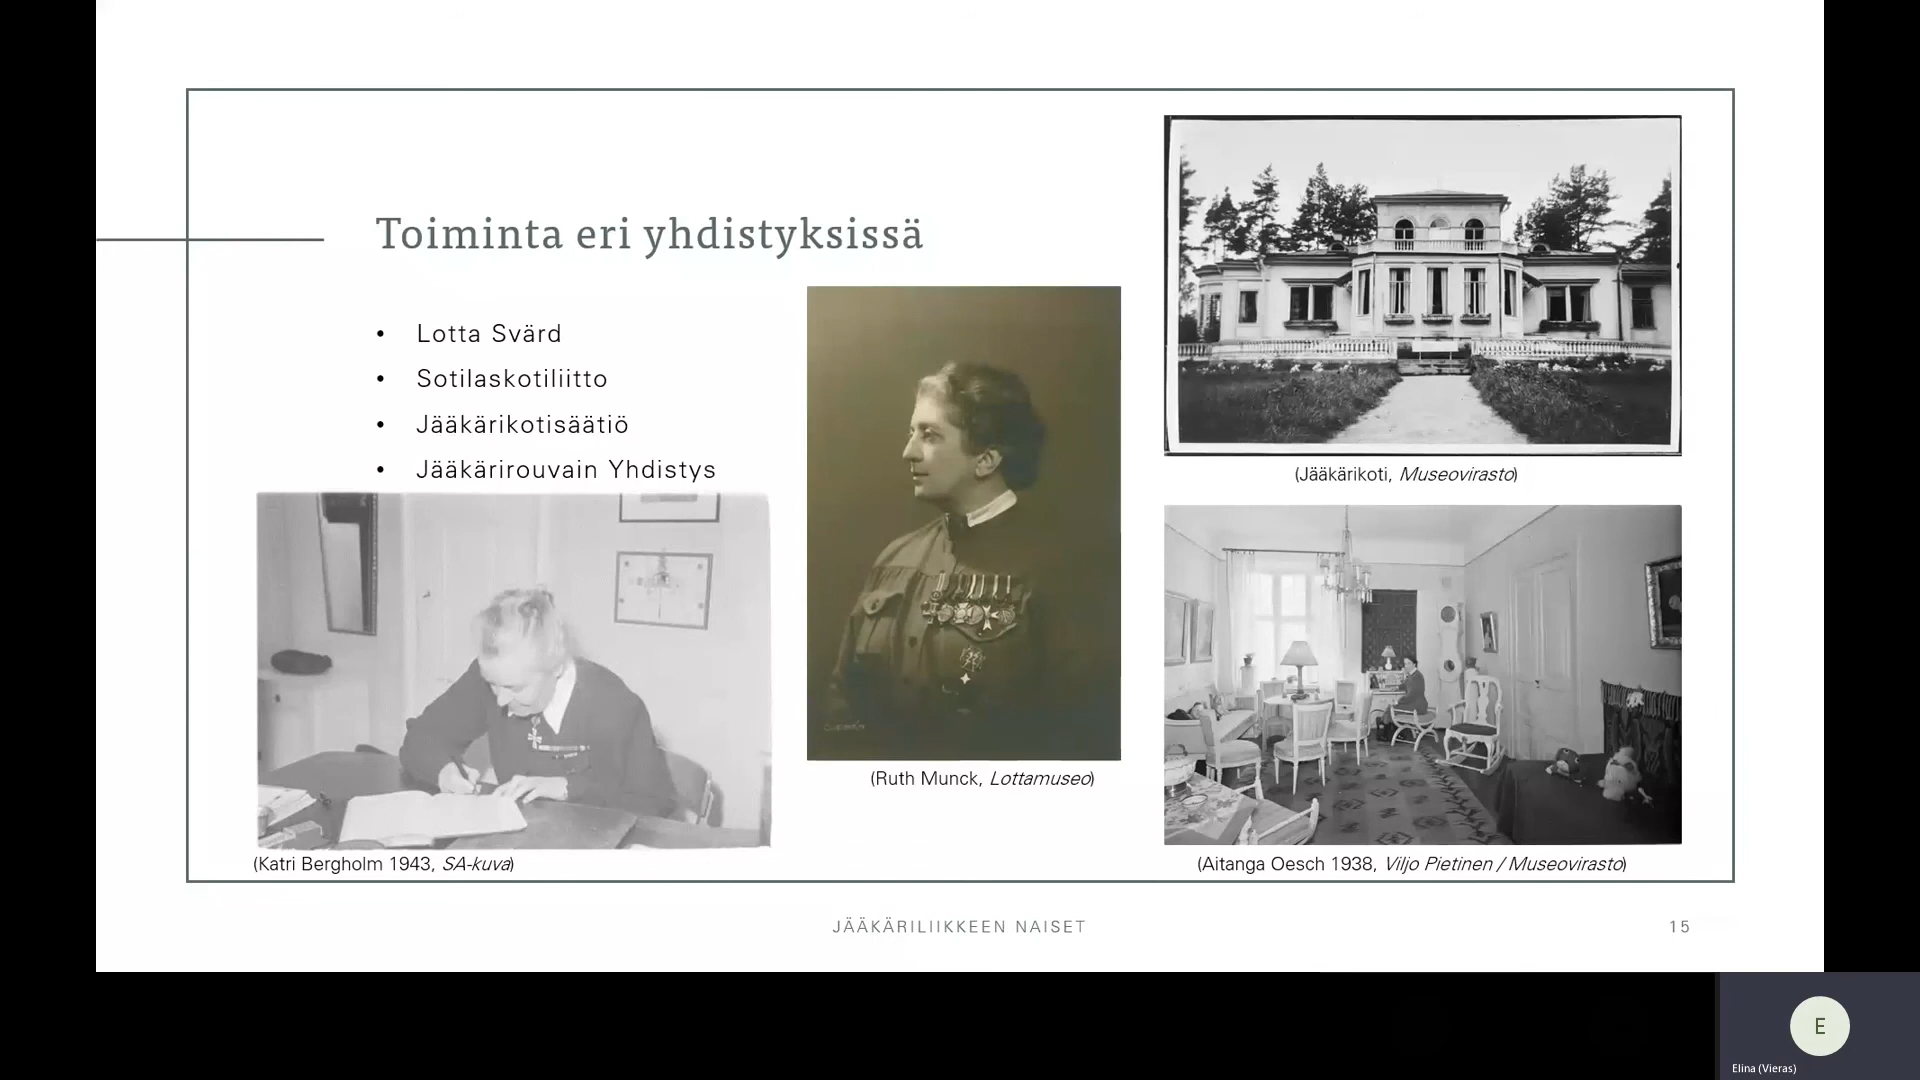 Toiminta eri yhdistyksissä
• Lotta Svärd
• Sotilaskotiliitto
• Jääkärikotisäätiö
• Jääkärirouvain Yhdistys
(Katri Bergholm 1943, SA-kuva)
(Ruth Munck, Lottamuseo)
(Jääkärikoti, Museovirasto)
(Aitanga Oesch 1938, Viljo Pietinen / Museovirasto)
JÄÄKÄRILIIKKEEN NAISET
15
E
Elina (Vieras)